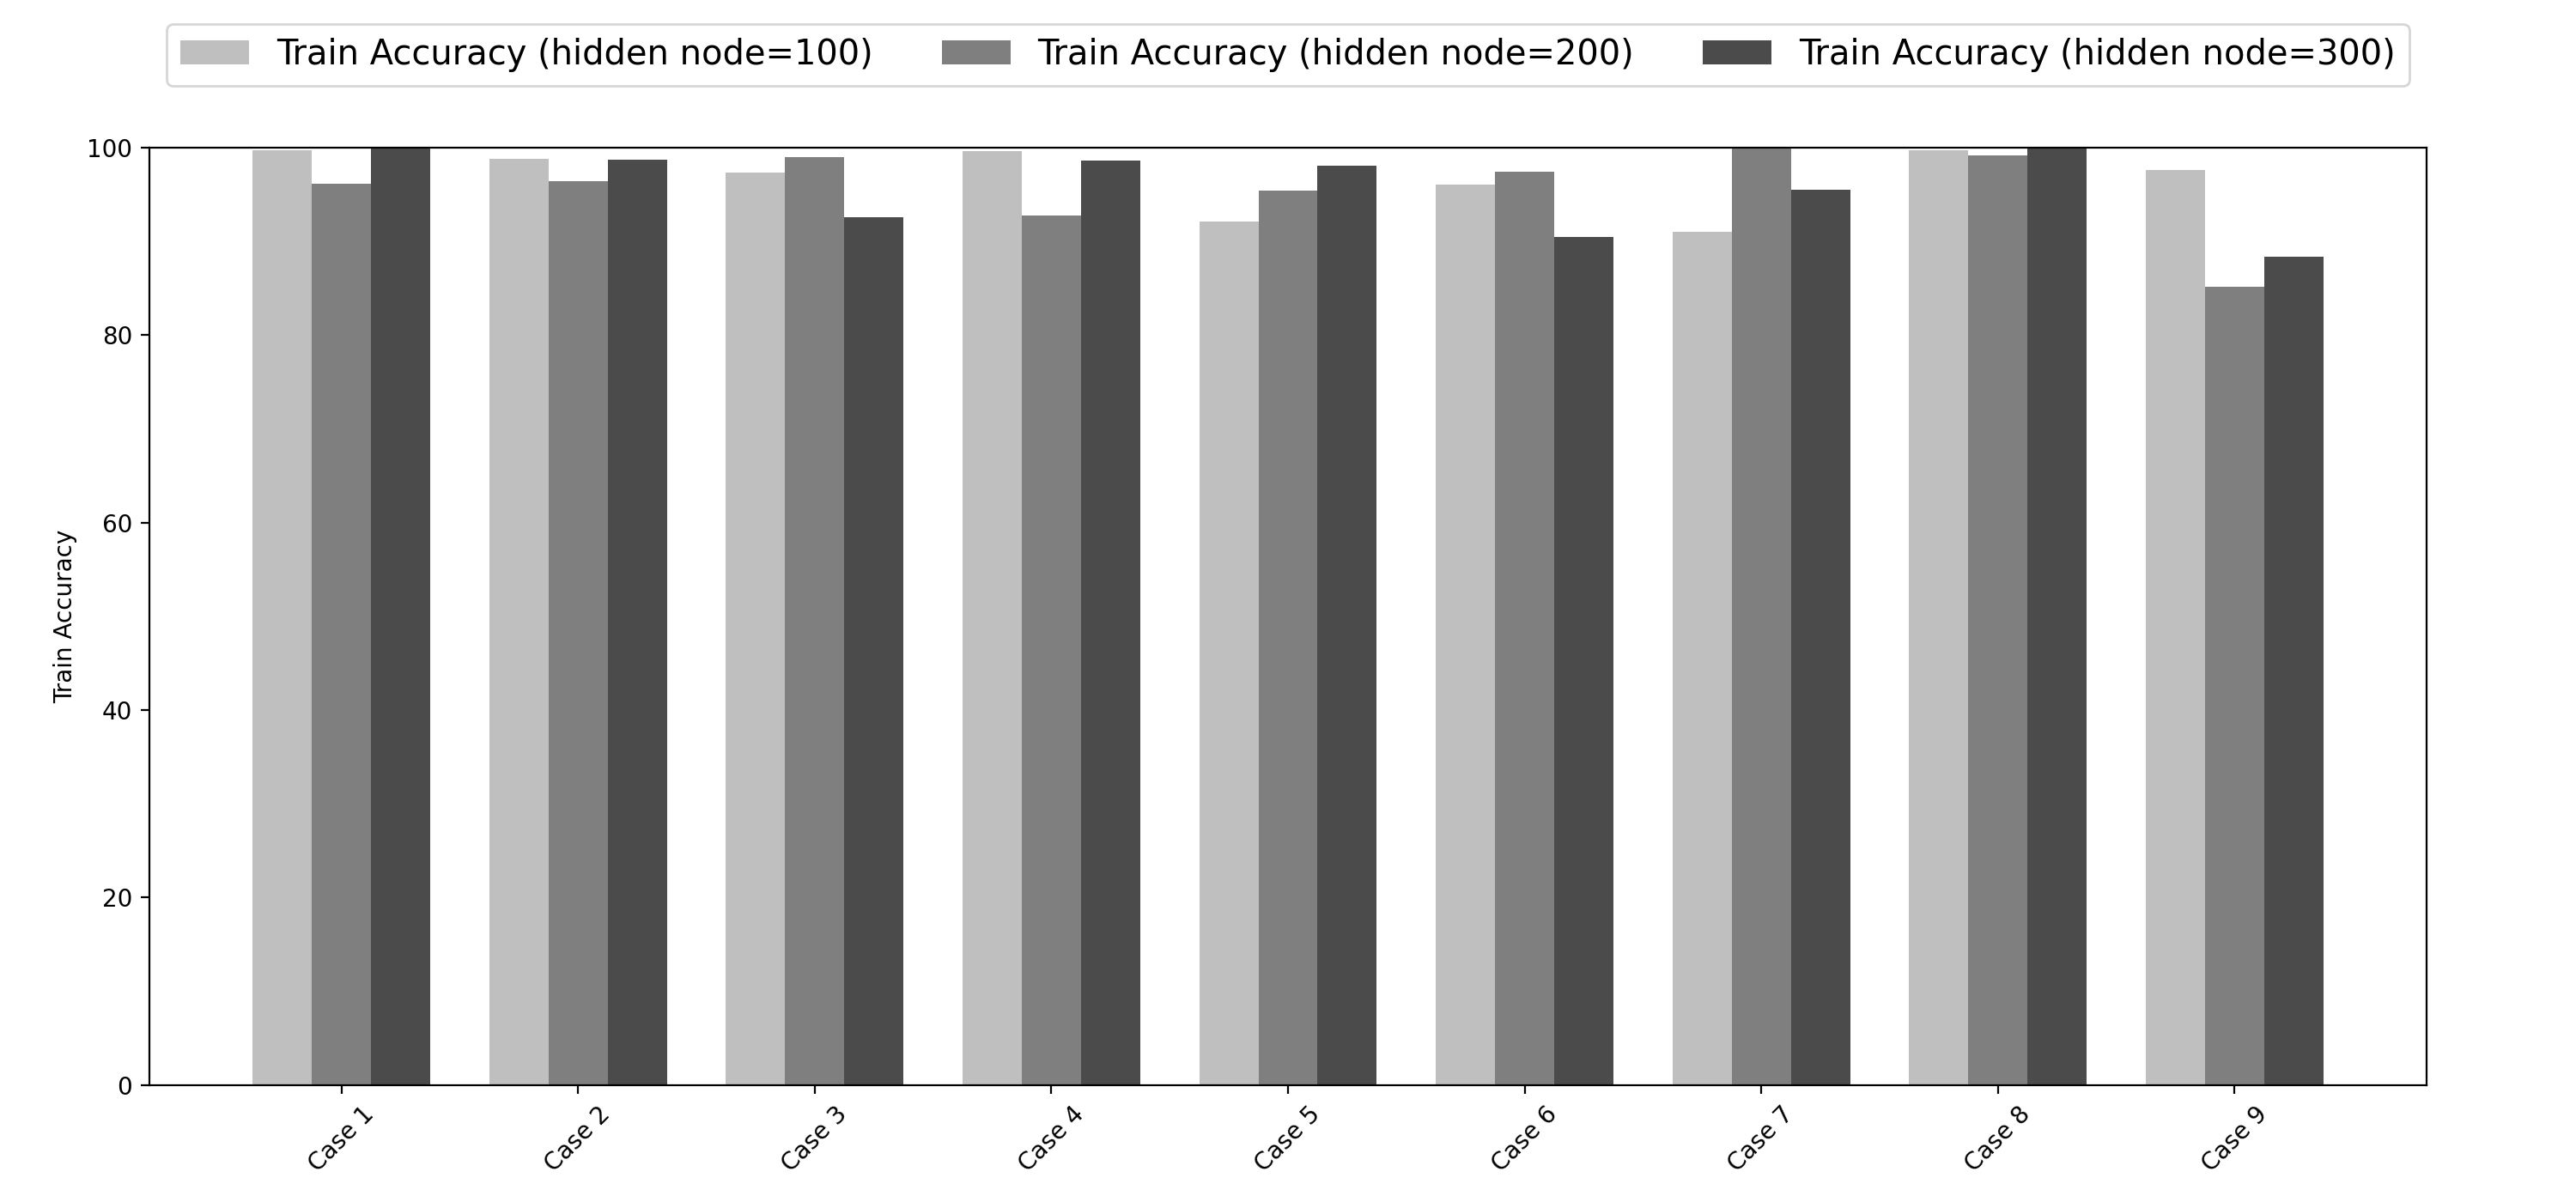 Train Accuracy (hidden node=100) Train Accuracy (hidden node=200) Train Accuracy (hidden node=300)
100
80
60
40
20
0
Train Accuracy
Case 1 Case 2 Case 3 Case 4 Case 5 Case 6 Case 7 Case 8 Case 9